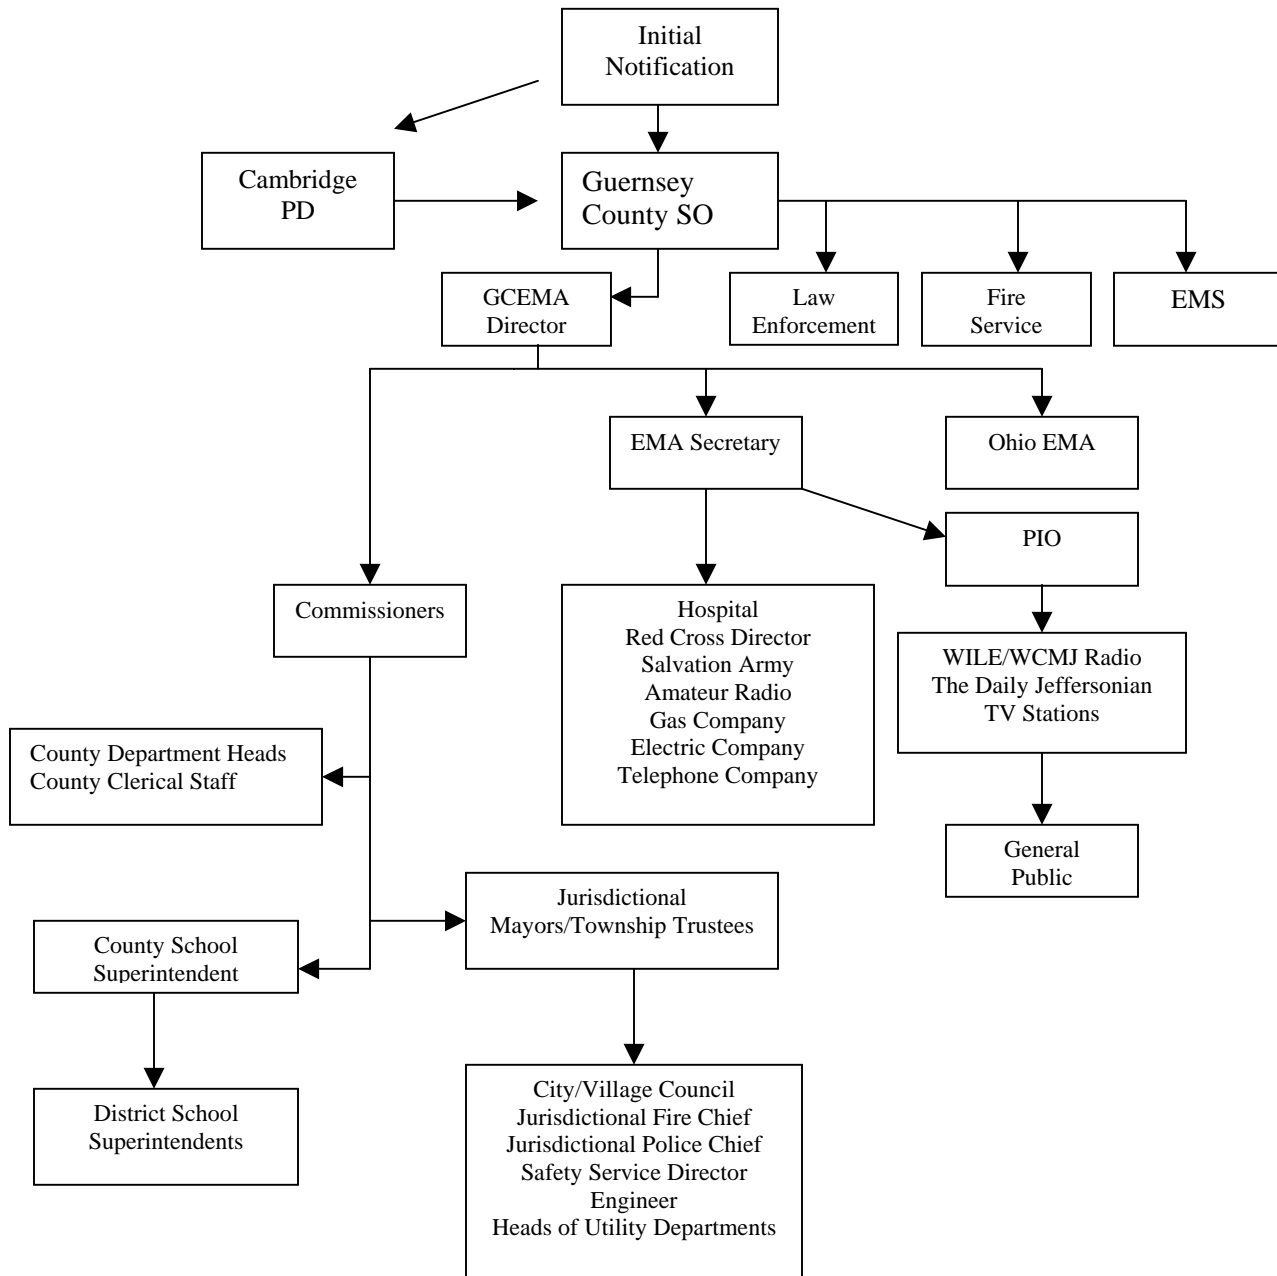 Initial
Notification
Cambridge
PD
Guernsey
County SO
GCEMA
Director
Law
Enforcement
Fire
Service
EMS
EMA Secretary
Ohio EMA
PIO
Commissioners
Hospital
Red Cross Director
Salvation Army
Amateur Radio
Gas Company
Electric Company
Telephone Company
WILE/WCMJ Radio
The Daily Jeffersonian
TV Stations
County Department Heads
County Clerical Staff
General
Public
Jurisdictional
Mayors/Township Trustees
County School
Superintendent
District School
Superintendents
City/Village Council
Jurisdictional Fire Chief
Jurisdictional Police Chief
Safety Service Director
Engineer
Heads of Utility Departments